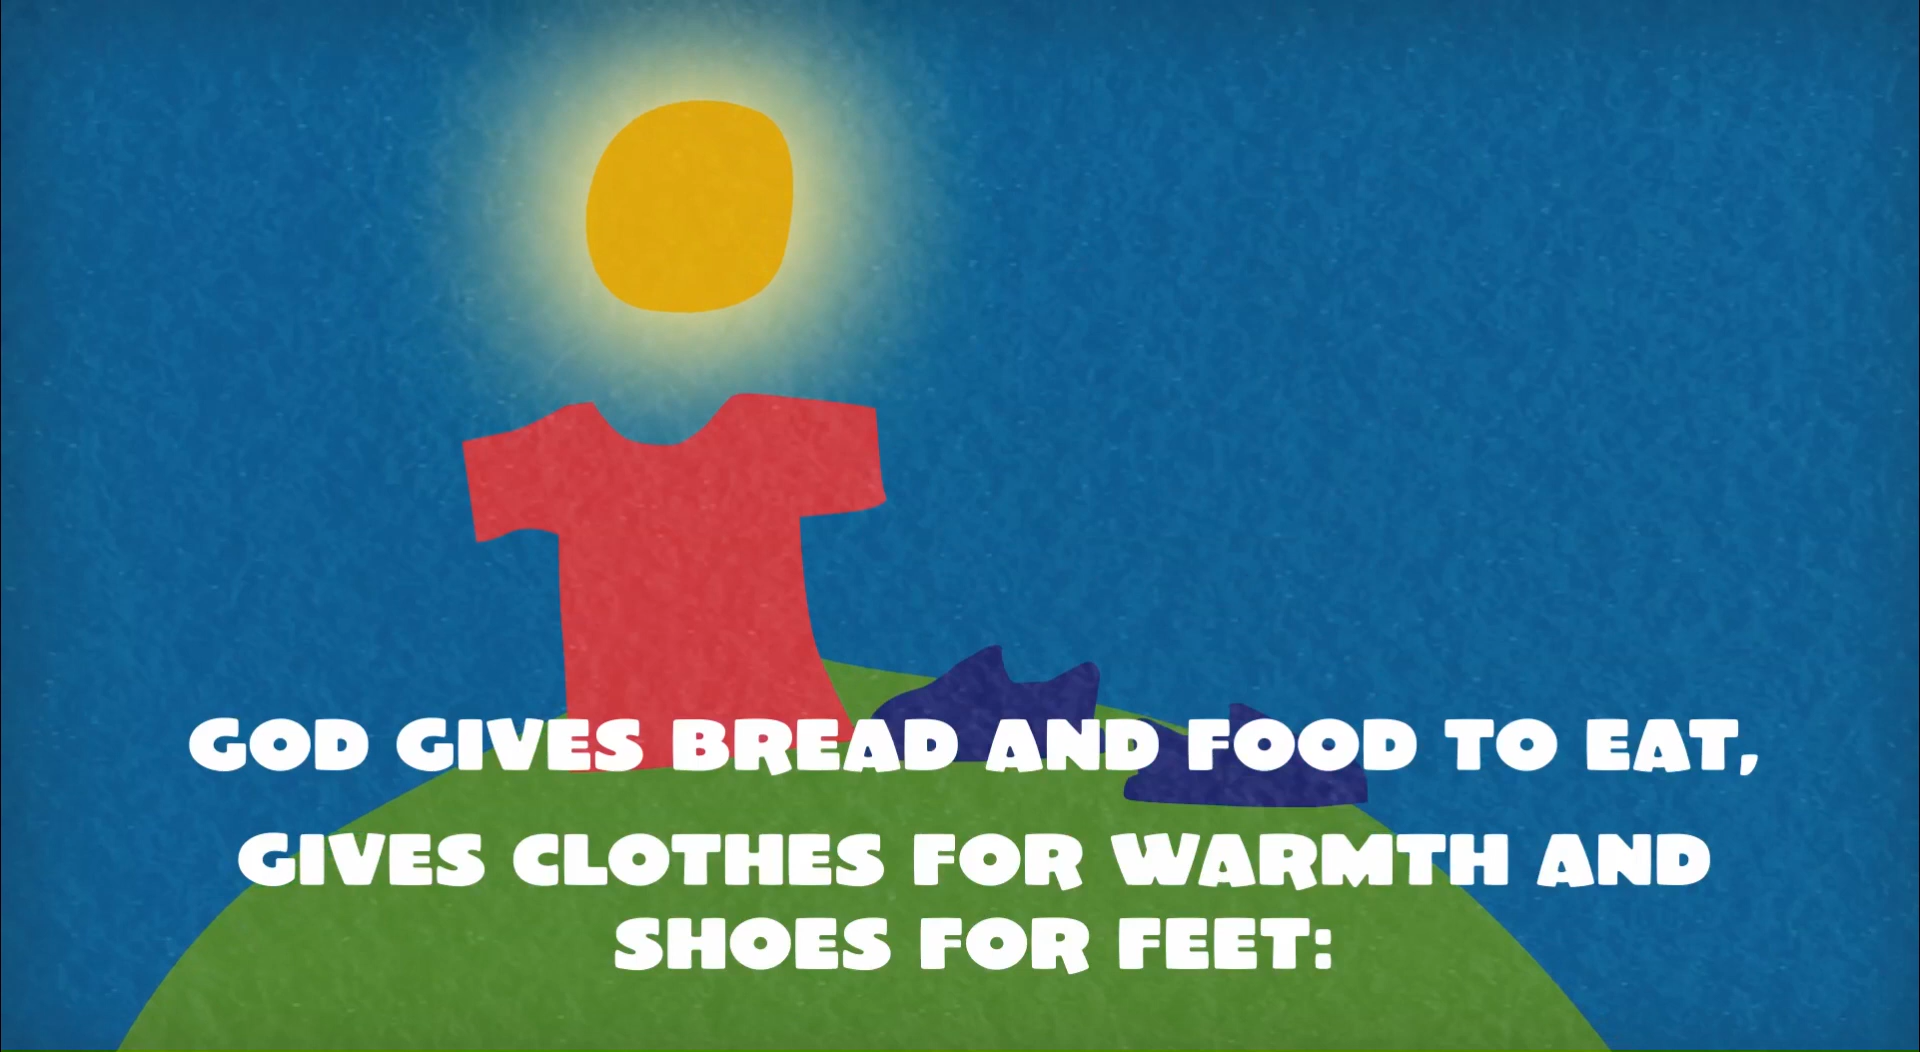 GOD GIVES BREAD AND FOOD TO EAT,
GIVES CLOTHES FOR WARMTH AND
SHOES FOR FEET: